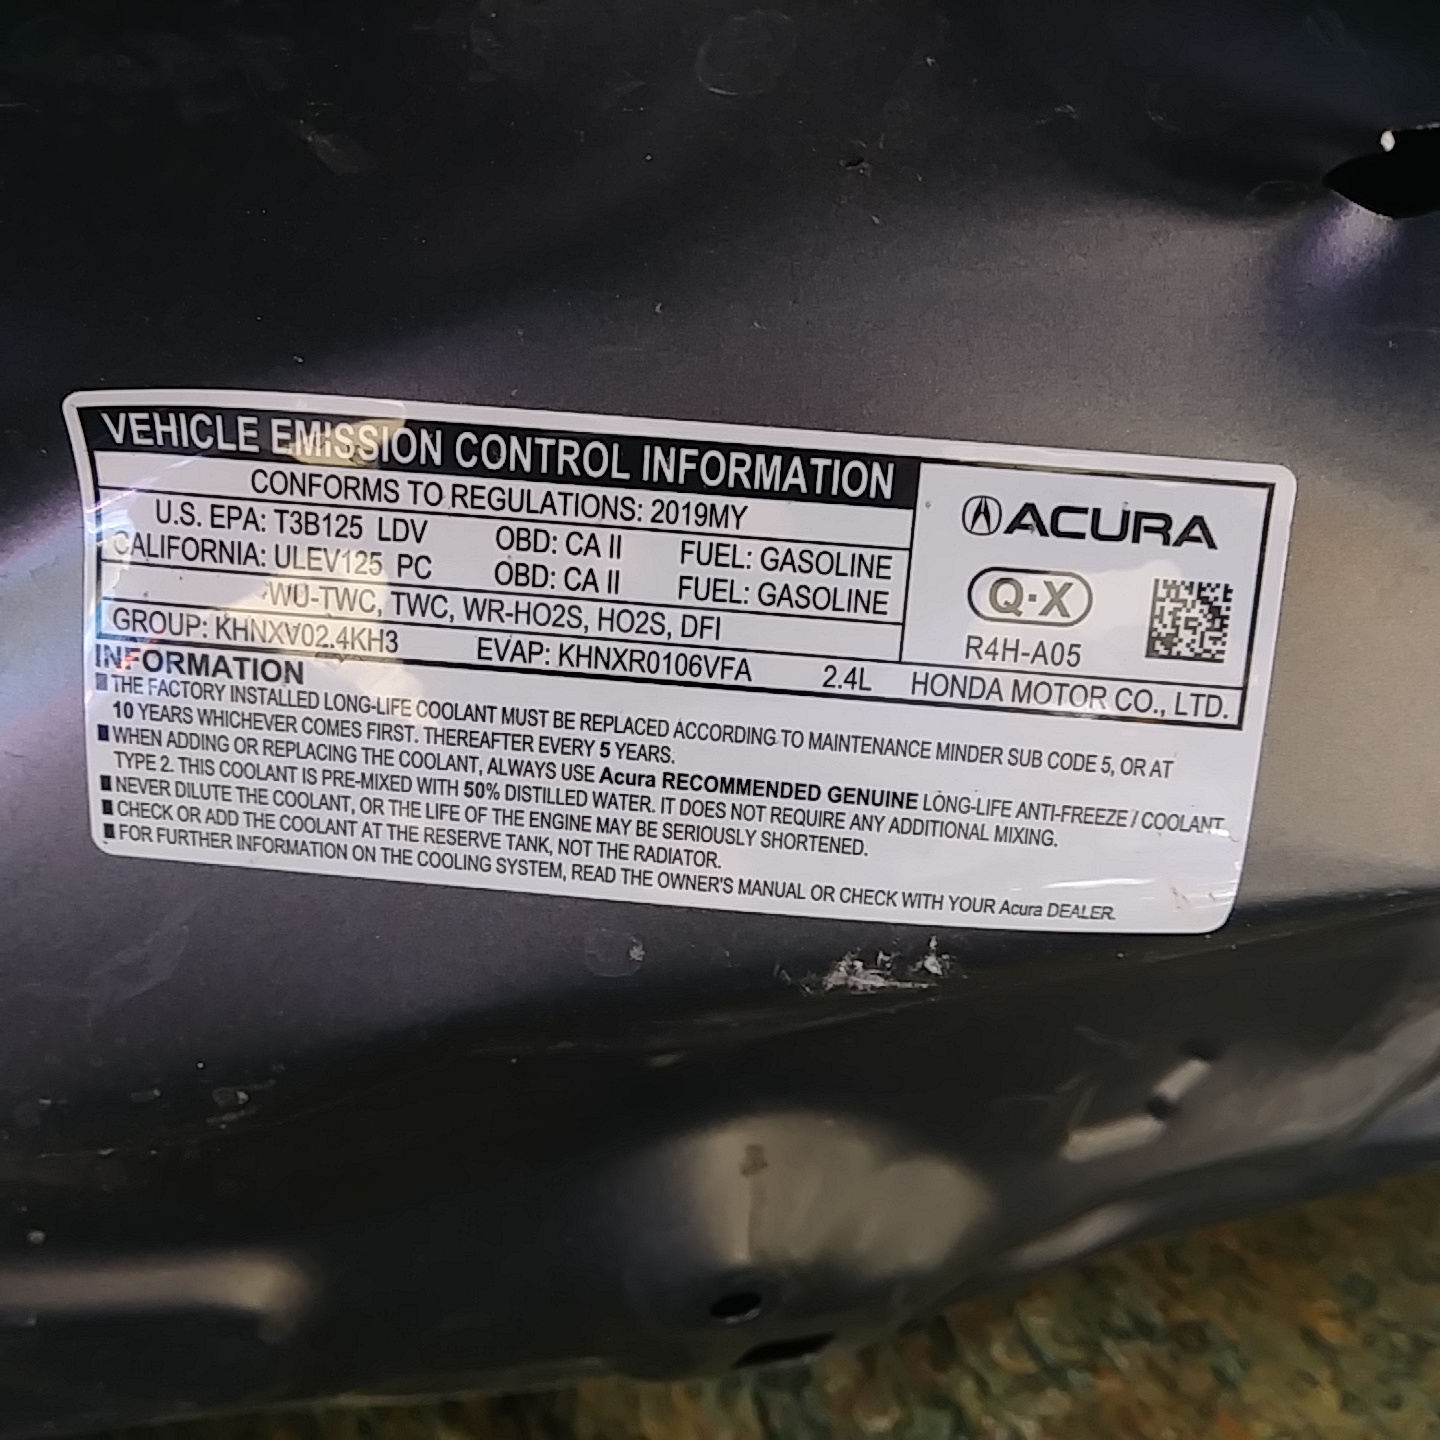 VEHICLE EMISSION CONTROL INFORMATION
CONFORMS TO REGULATIONS: 2019MY
U.S. EPA: T3B125 LDV OBD: CA II FUEL: GASOLINE
CALIFORNIA: ULEV125 PC OBD: CA II FUEL: GASOLINE
WU-TWC, TWC, WR-HO2S, HO2S, DFI
ACURA
Q·X
R4H-A05
GROUP: KHNXV02.4KH3 EVAP: KHNXR0106VFA 2.4L HONDA MOTOR CO., LTD.
INFORMATION
■ THE FACTORY INSTALLED LONG-LIFE COOLANT MUST BE REPLACED ACCORDING TO MAINTENANCE MINDER SUB CODE 5, OR AT
10 YEARS WHICHEVER COMES FIRST. THEREAFTER EVERY 5 YEARS.
■ WHEN ADDING OR REPLACING THE COOLANT, ALWAYS USE Acura RECOMMENDED GENUINE LONG-LIFE ANTI-FREEZE / COOLANT
TYPE 2. THIS COOLANT IS PRE-MIXED WITH 50% DISTILLED WATER. IT DOES NOT REQUIRE ANY ADDITIONAL MIXING.
■ NEVER DILUTE THE COOLANT, OR THE LIFE OF THE ENGINE MAY BE SERIOUSLY SHORTENED.
■ CHECK OR ADD THE COOLANT AT THE RESERVE TANK, NOT THE RADIATOR.
■ FOR FURTHER INFORMATION ON THE COOLING SYSTEM, READ THE OWNER'S MANUAL OR CHECK WITH YOUR Acura DEALER.